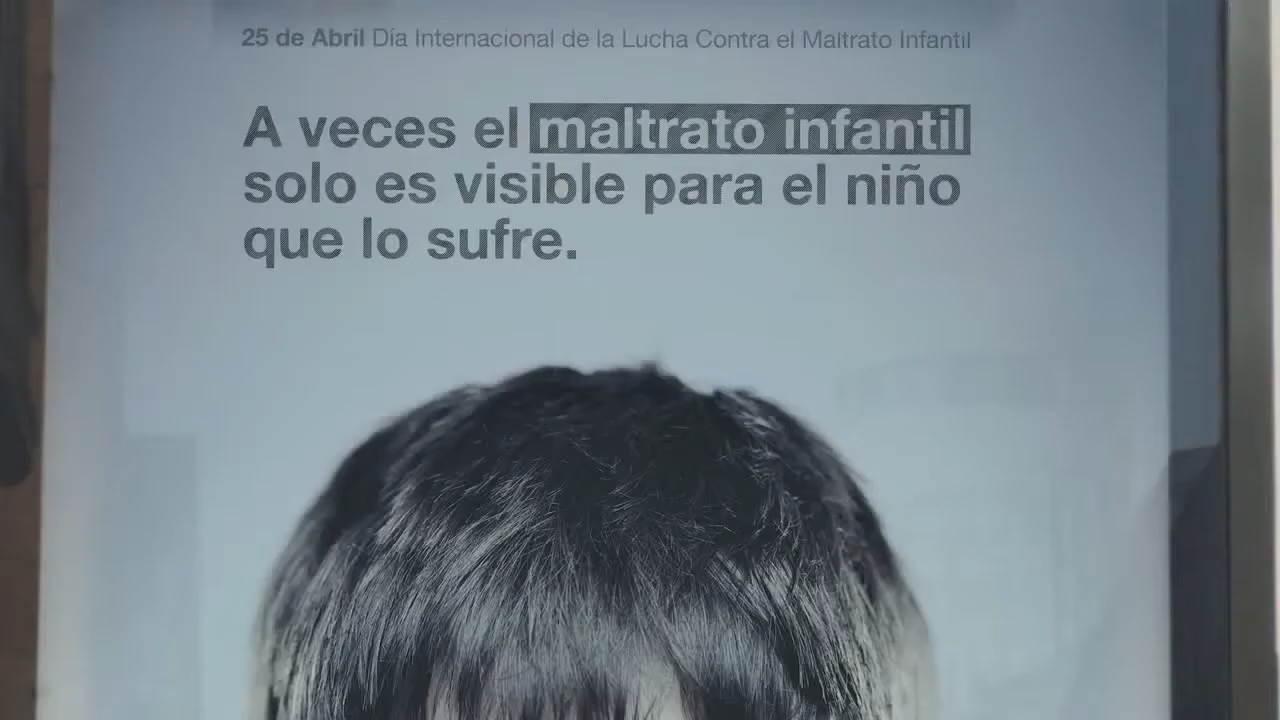 25 de Abril Día Internacional de la Lucha Contra el Maltrato Infantil
A veces el maltrato infantil
solo es visible para el niño
que lo sufre.